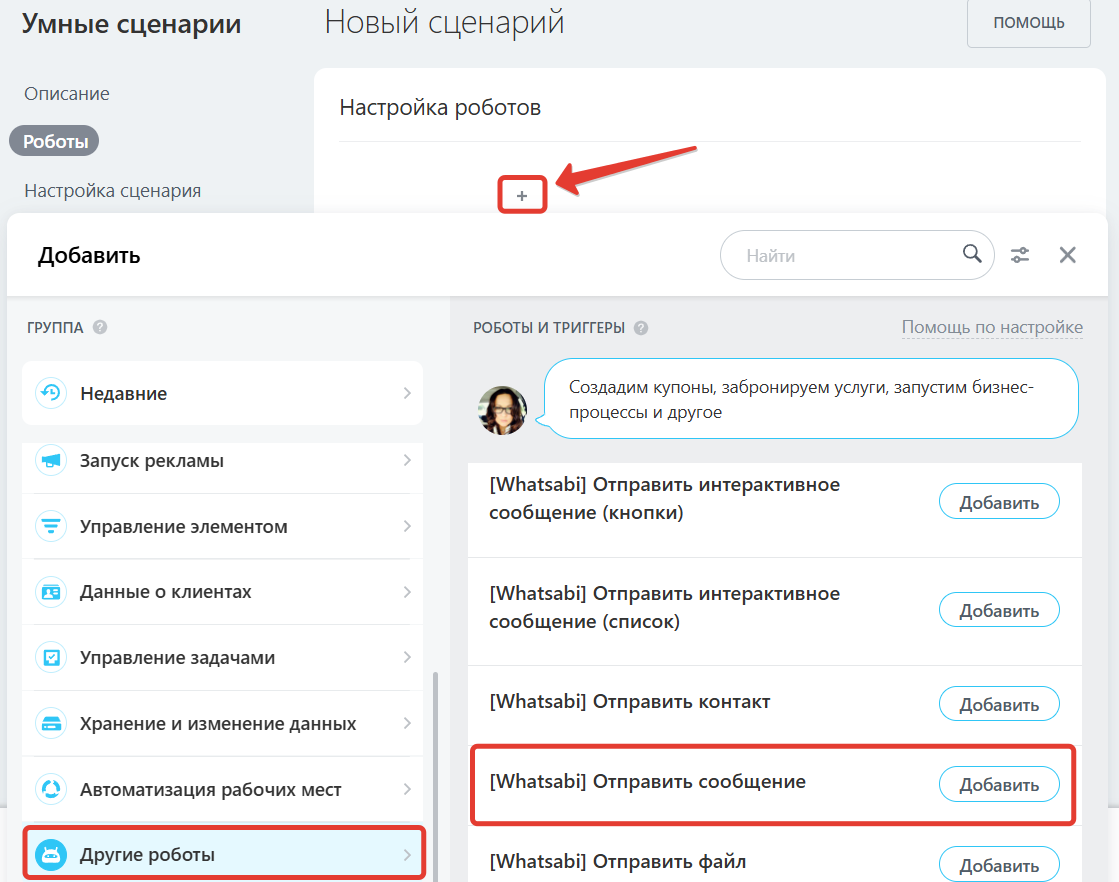 Умные сценарии
Новый сценарий
ПОМОЩЬ
Описание
Роботы
Настройка сценария
Настройка роботов
+
Добавить
Найти
ГРУППА ?
Недавние
Запуск рекламы
Управление элементом
Данные о клиентах
Управление задачами
Хранение и изменение данных
Автоматизация рабочих мест
Другие роботы
РОБОТЫ И ТРИГГЕРЫ ?
Помощь по настройке
Создадим купоны, забронируем услуги, запустим бизнес-
процессы и другое
[Whatsabi] Отправить интерактивное
сообщение (кнопки)
Добавить
[Whatsabi] Отправить интерактивное
сообщение (список)
Добавить
[Whatsabi] Отправить контакт
Добавить
[Whatsabi] Отправить сообщение
Добавить
[Whatsabi] Отправить файл
Добавить